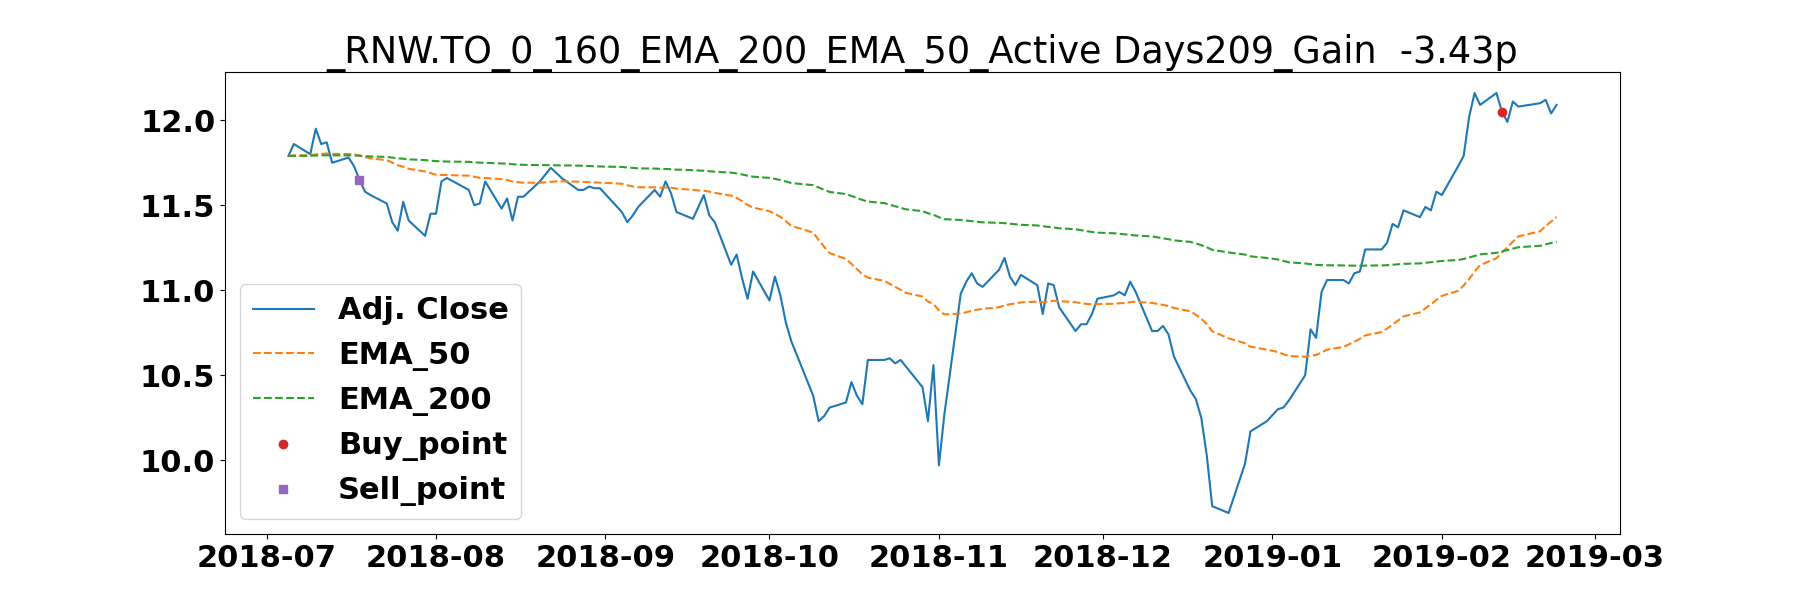 _RNW.TO_0_160_EMA_200_EMA_50_Active Days209_Gain  -3.43p
12.0
11.5
11.0
10.5
10.0
Adj. Close
EMA_50
EMA_200
Buy_point
Sell_point
2018-07 2018-08 2018-09 2018-10 2018-11 2018-12 2019-01 2019-02 2019-03